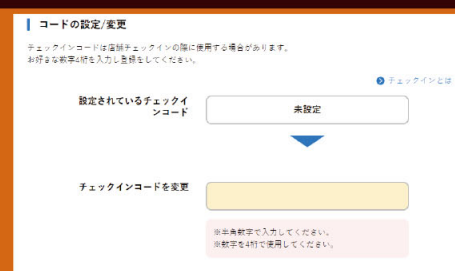 コードの設定/変更
チェックインコードは店舗チェックインの際に使用する場合があります。
お好きな数字4桁を入力し登録をしてください。
チェックインとは
設定されているチェックイ
ンコード
未設定
チェックインコードを変更
※半角数字で入力してください。
※数字を4桁で使用してください。